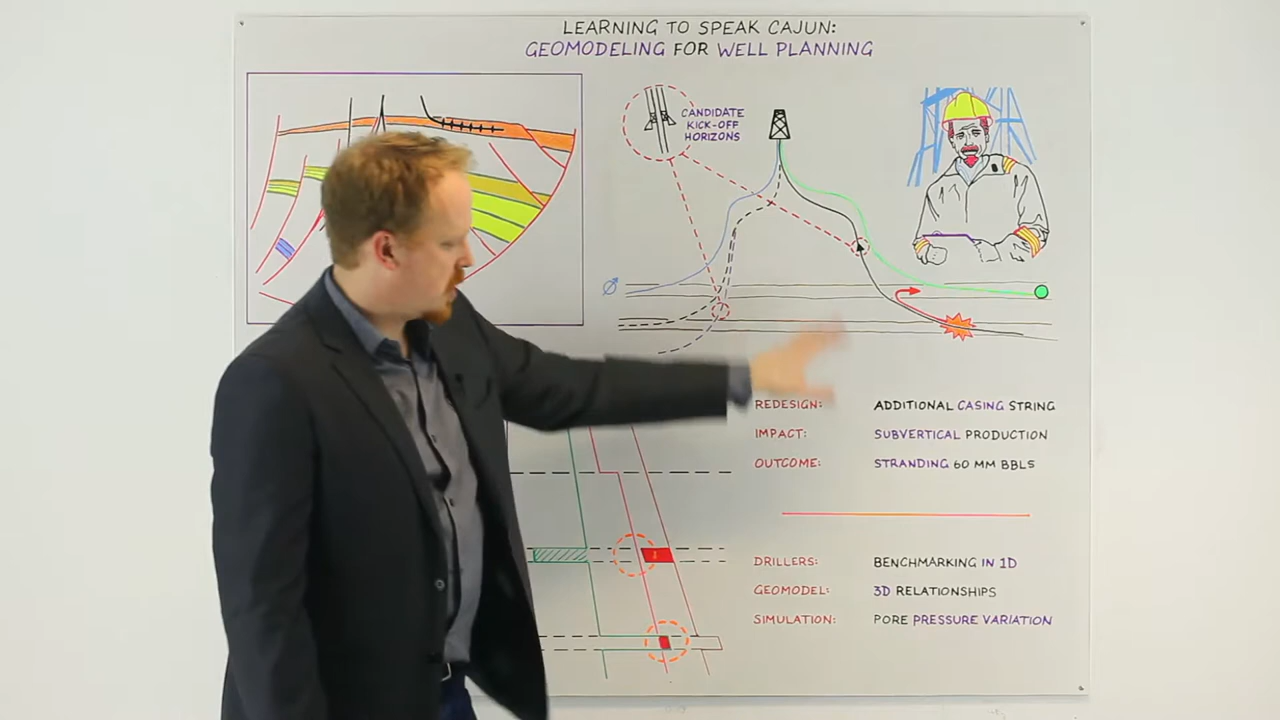 LEARNING TO SPEAK CAJUN:
GEOMODELING FOR WELL PLANNING
CANDIDATE
KICK-OFF
HORIZONS
REDESIGN: ADDITIONAL CASING STRING
IMPACT: SUBVERTICAL PRODUCTION
OUTCOME: STRANDING 60 MM BBLS
DRILLERS: BENCHMARKING IN 1D
GEOMODEL: 3D RELATIONSHIPS
SIMULATION: PORE PRESSURE VARIATION